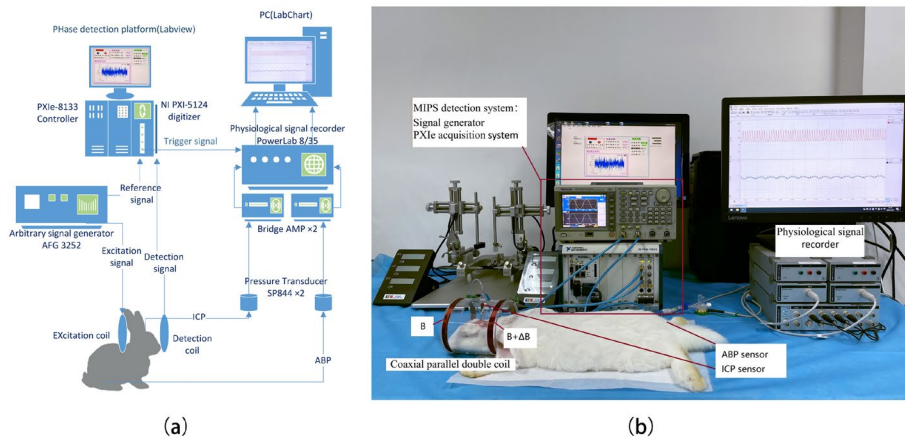 PHase detection platform(Labview)
PC(LabChart)
PXIe-8133
Controller
NI PXI-5124
digitizer
Trigger signal
Physiological signal recorder
PowerLab 8/35
Reference
signal
Arbitrary signal generator
AFG 3252
Bridge AMP ×2
Excitation
signal
Detection
signal
Pressure Transducer
SP844 ×2
ICP
EXcitation coil
Detection
coil
ABP
(a)
MIPS detection system:
Signal generator
PXIe acquisition system
Lenovo
Physiological signal
recorder
B
B+ΔB
Coaxial parallel double coil
ABP sensor
ICP sensor
(b)